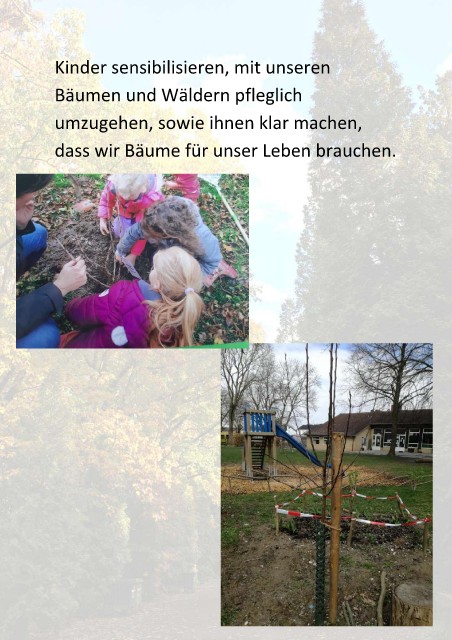 Kinder sensibilisieren, mit unseren
Bäumen und Wäldern pfleglich
umzugehen, sowie ihnen klar machen,
dass wir Bäume für unser Leben brauchen.